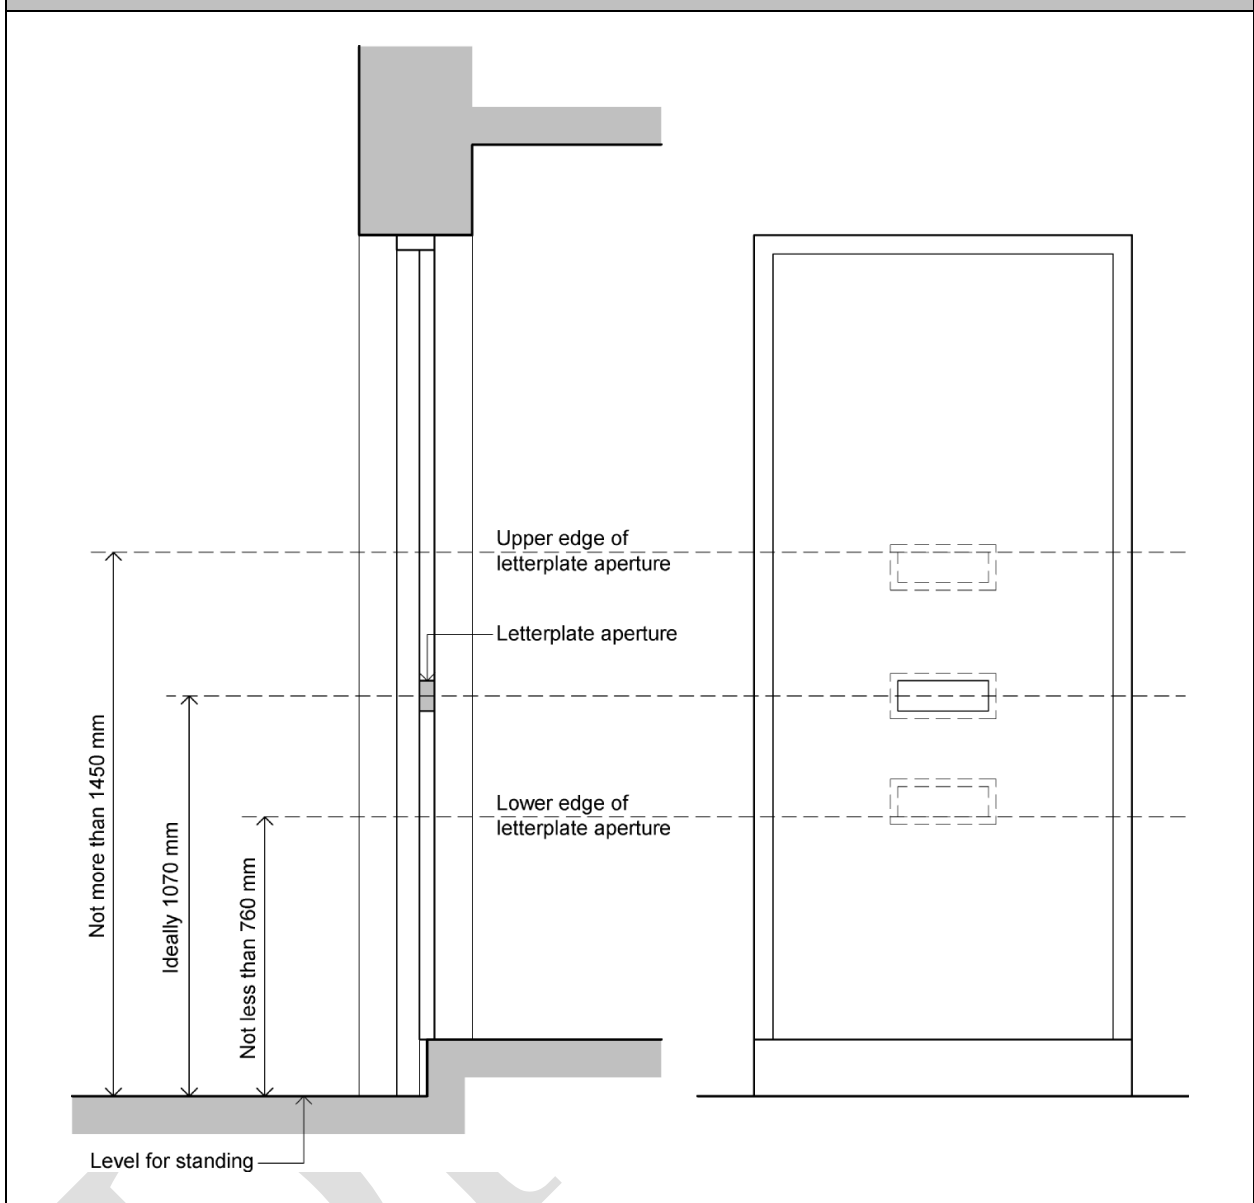 Upper edge of
letterplate aperture
Letterplate aperture
Lower edge of
letterplate aperture
Not more than 1450 mm
Ideally 1070 mm
Not less than 760 mm
Level for standing